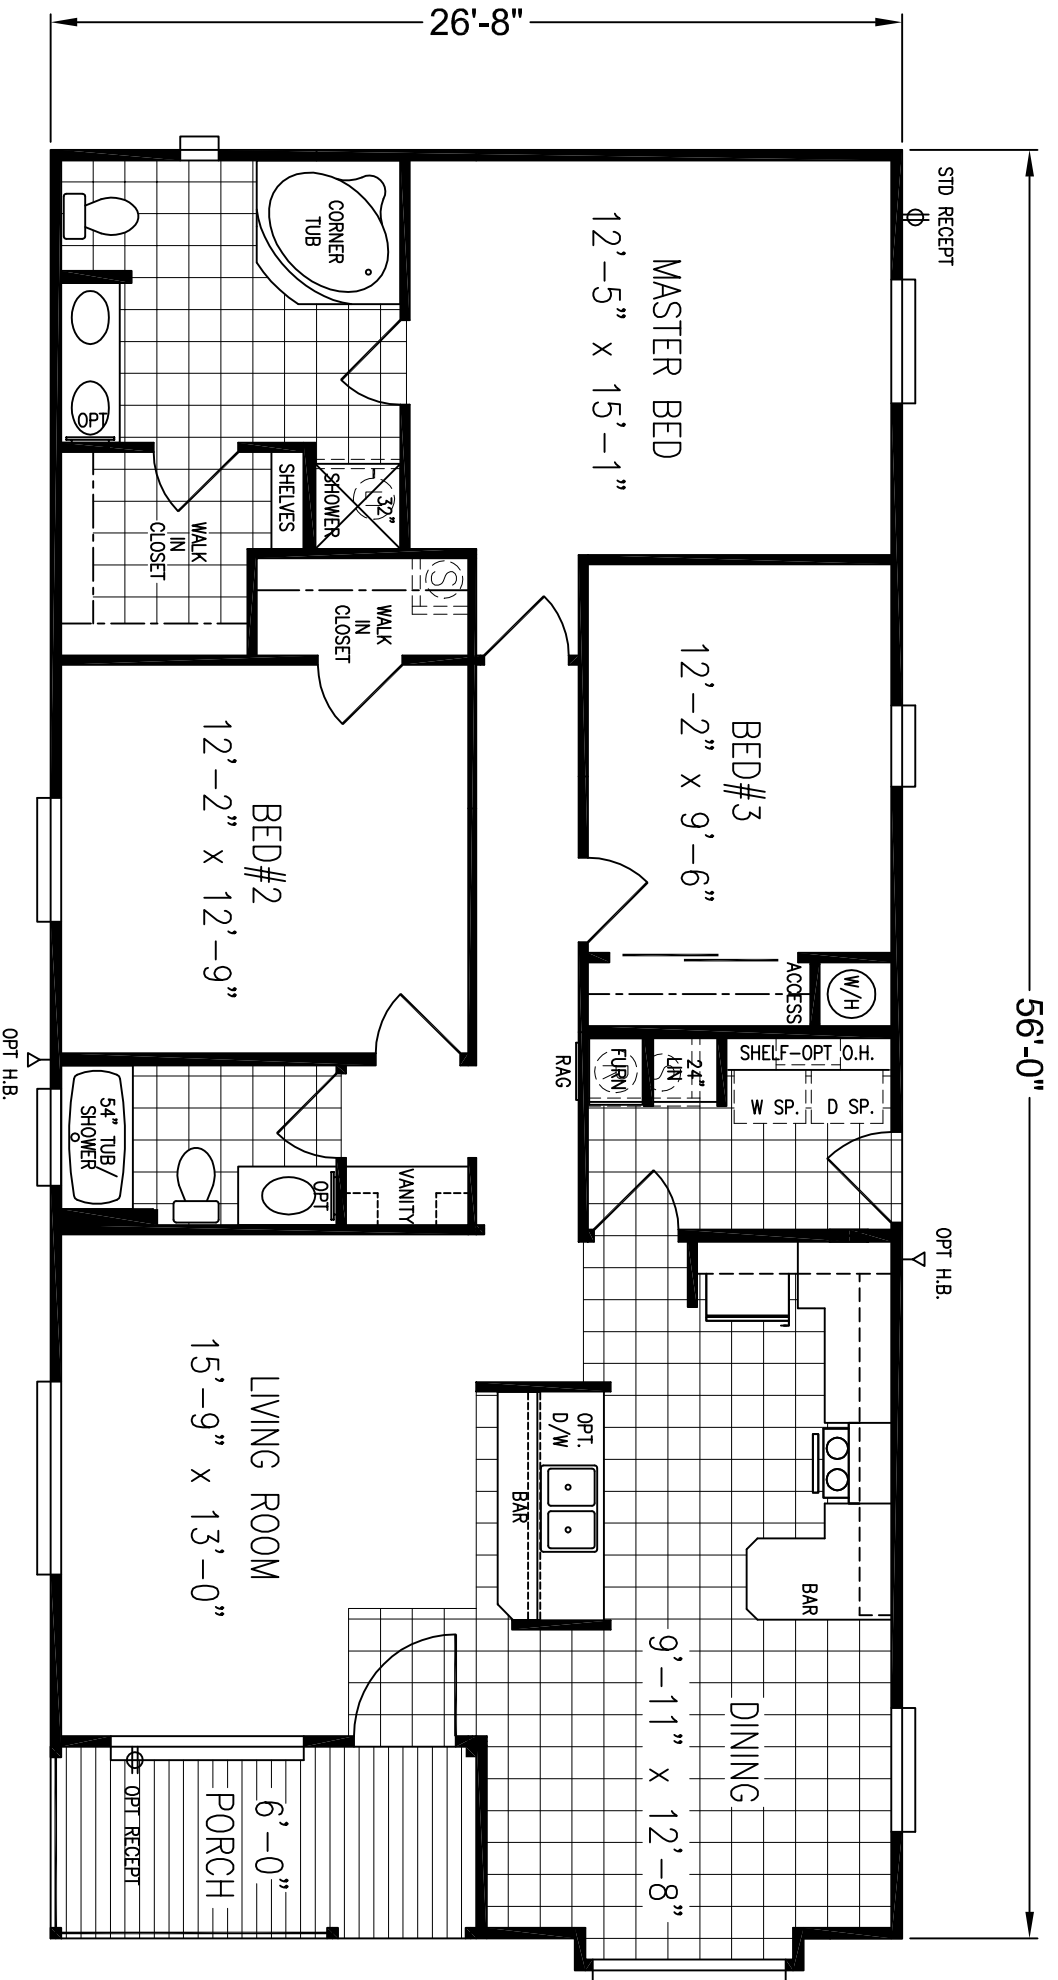 26'-8"
STD RECEPT
56'-0"
CORNER
TUB
MASTER BED
12'-5" x 15'-1"
OPT
SHELVES
32"
SHOWER
WALK
IN
CLOSET
S
WALK
IN
CLOSET
BED#3
12'-2" x 9'-6"
BED#2
12'-2" x 12'-9"
ACCESS
W/H
OPT H.B.
RAG
FURN
24"
LIN
S
SHELF-OPT O.H.
W SP.
D SP.
54" TUB/
SHOWER
OPT
VANITY
OPT H.B.
LIVING ROOM
15'-9" x 13'-0"
OPT.
D/W
BAR
BAR
DINING
9'-11" x 12'-8"
6'-0"
PORCH
OPT RECEPT